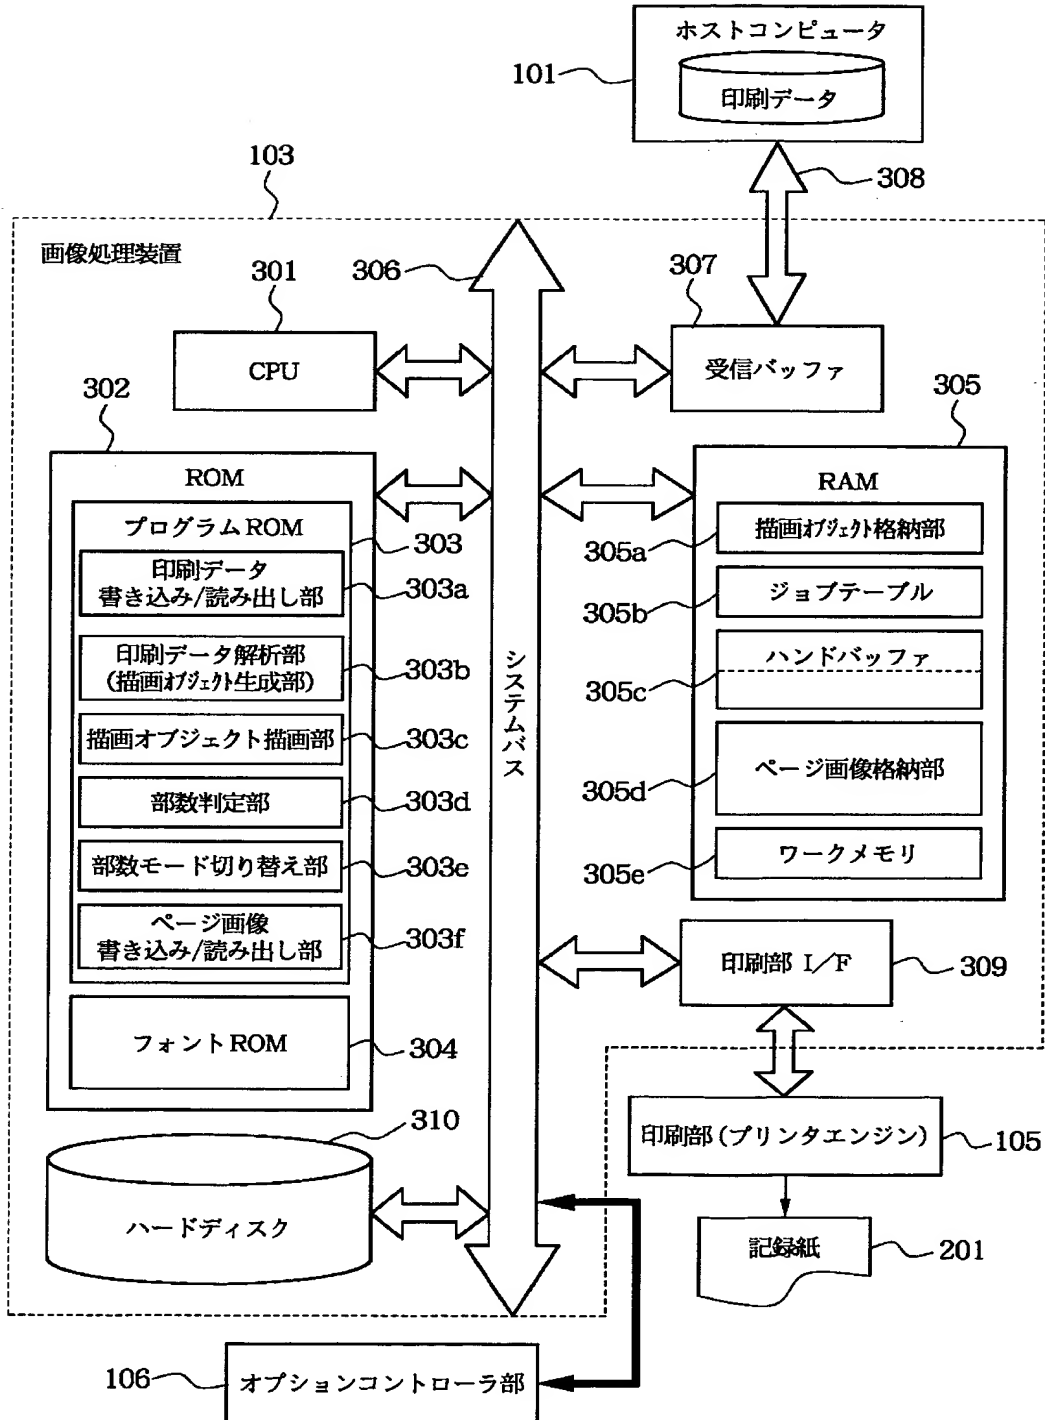 ホストコンピュータ
101
印刷データ
103
308
画像処理装置
306
301
307
CPU
受信バッファ
302
305
ROM
RAM
プログラムROM
303
描画オブジェクト格納部
305a
印刷データ
書き込み/読み出し部
303a
ジョブテーブル
305b
印刷データ解析部
(描画オブジェクト生成部)
303b
ハンドバッファ
305c
システムバス
描画オブジェクト描画部
303c
ページ画像格納部
305d
部数判定部
303d
部数モード切り替え部
303e
ワークメモリ
305e
ページ画像
書き込み/読み出し部
303f
印刷部 I/F
309
フォントROM
304
310
印刷部(プリンタエンジン)
105
ハードディスク
記録紙
201
106
オプションコントローラ部